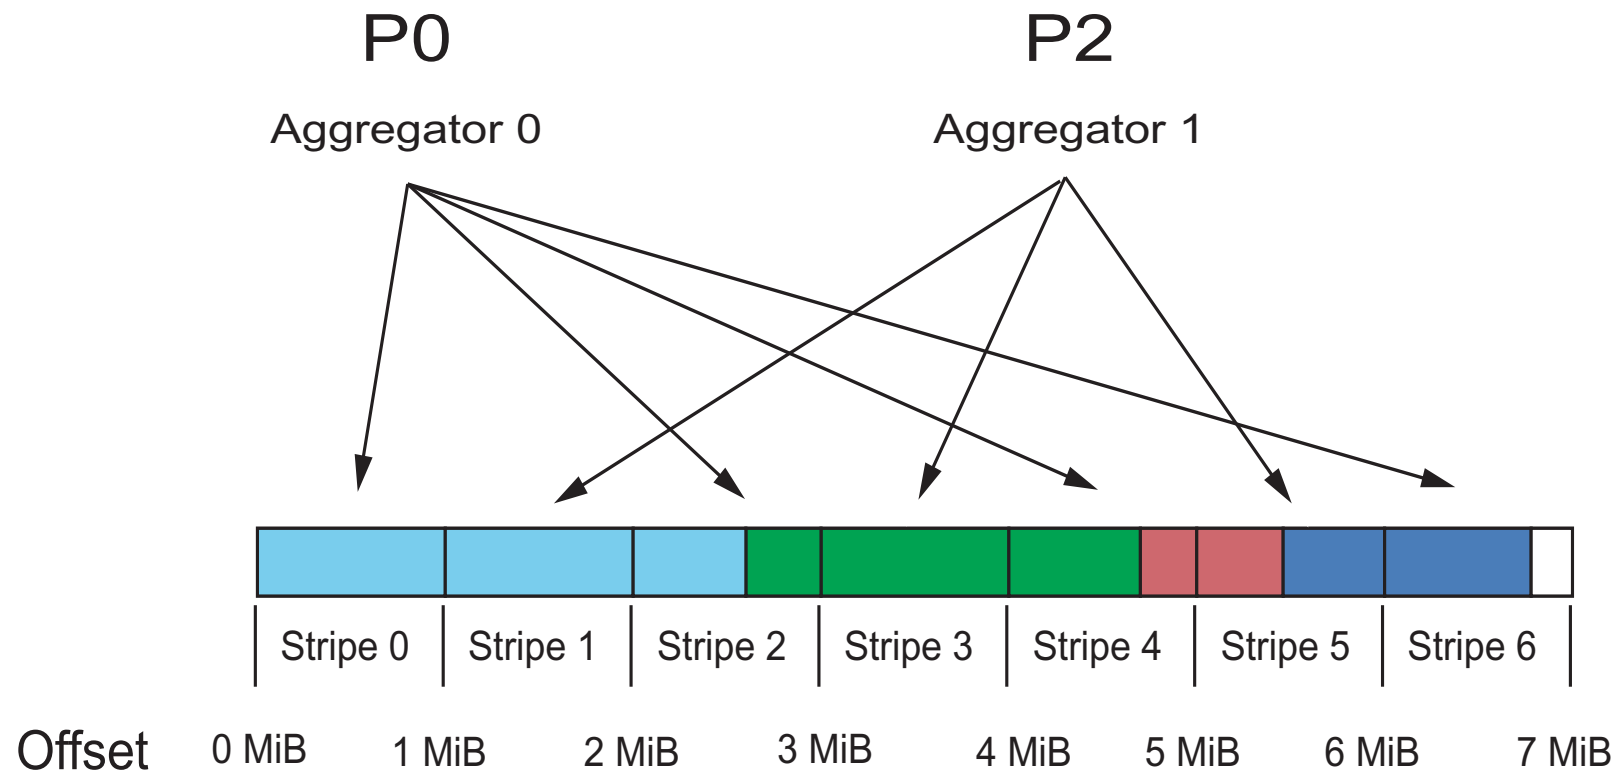 P0 P2
Aggregator 0 Aggregator 1
Stripe 0 Stripe 1 Stripe 2 Stripe 3 Stripe 4 Stripe 5 Stripe 6
Offset 0 MiB 1 MiB 2 MiB 3 MiB 4 MiB 5 MiB 6 MiB 7 MiB